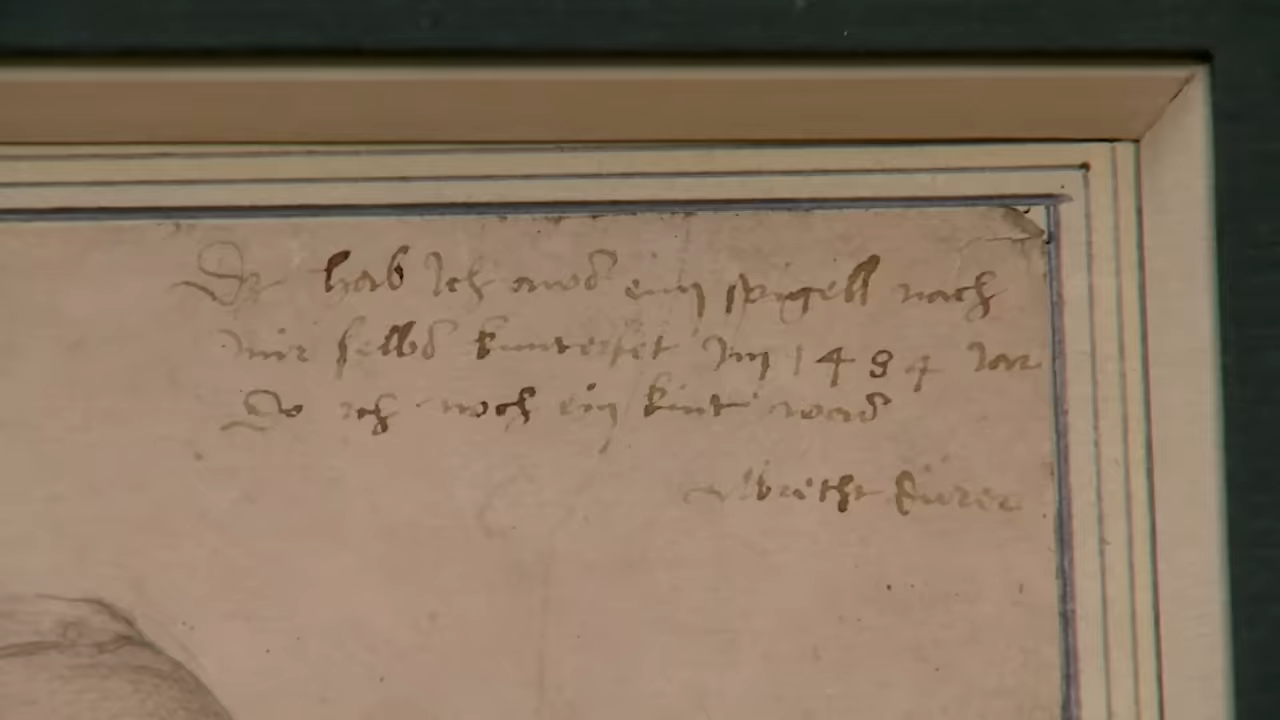 Dz hab Ich aws eim spigell nach
mir selbs kunterfet Im 1484 Jar
Do ich noch ein kint was
Albrecht Dürer